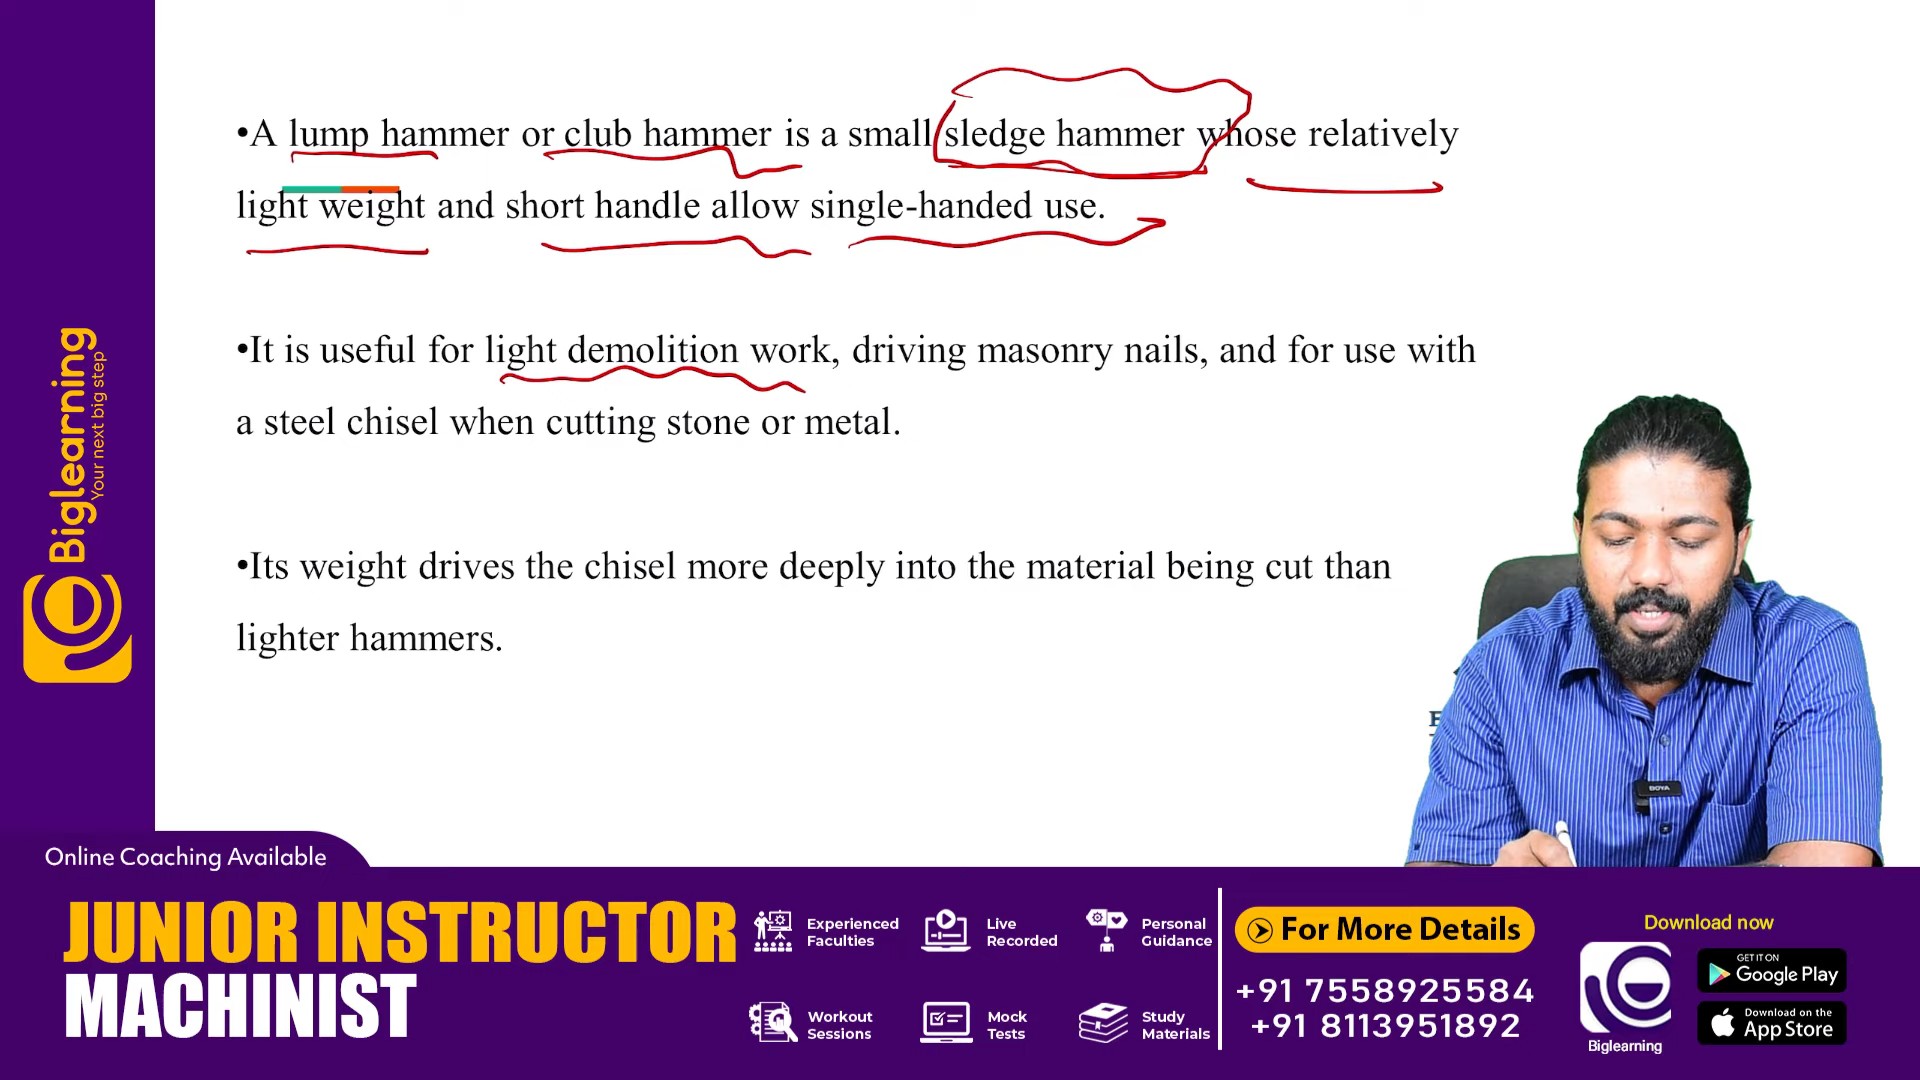 •A lump hammer or club hammer is a small sledge hammer whose relatively
light weight and short handle allow single-handed use.
•It is useful for light demolition work, driving masonry nails, and for use with
a steel chisel when cutting stone or metal.
•Its weight drives the chisel more deeply into the material being cut than
lighter hammers.
Biglearning
Your next big step
BOYA
Online Coaching Available
JUNIOR INSTRUCTOR
MACHINIST
Experienced
Faculties
Live
Recorded
Personal
Guidance
Workout
Sessions
Mock
Tests
Study
Materials
For More Details
+91 7558925584
+91 8113951892
Biglearning
Download now
GET IT ON
Google Play
Download on the
App Store